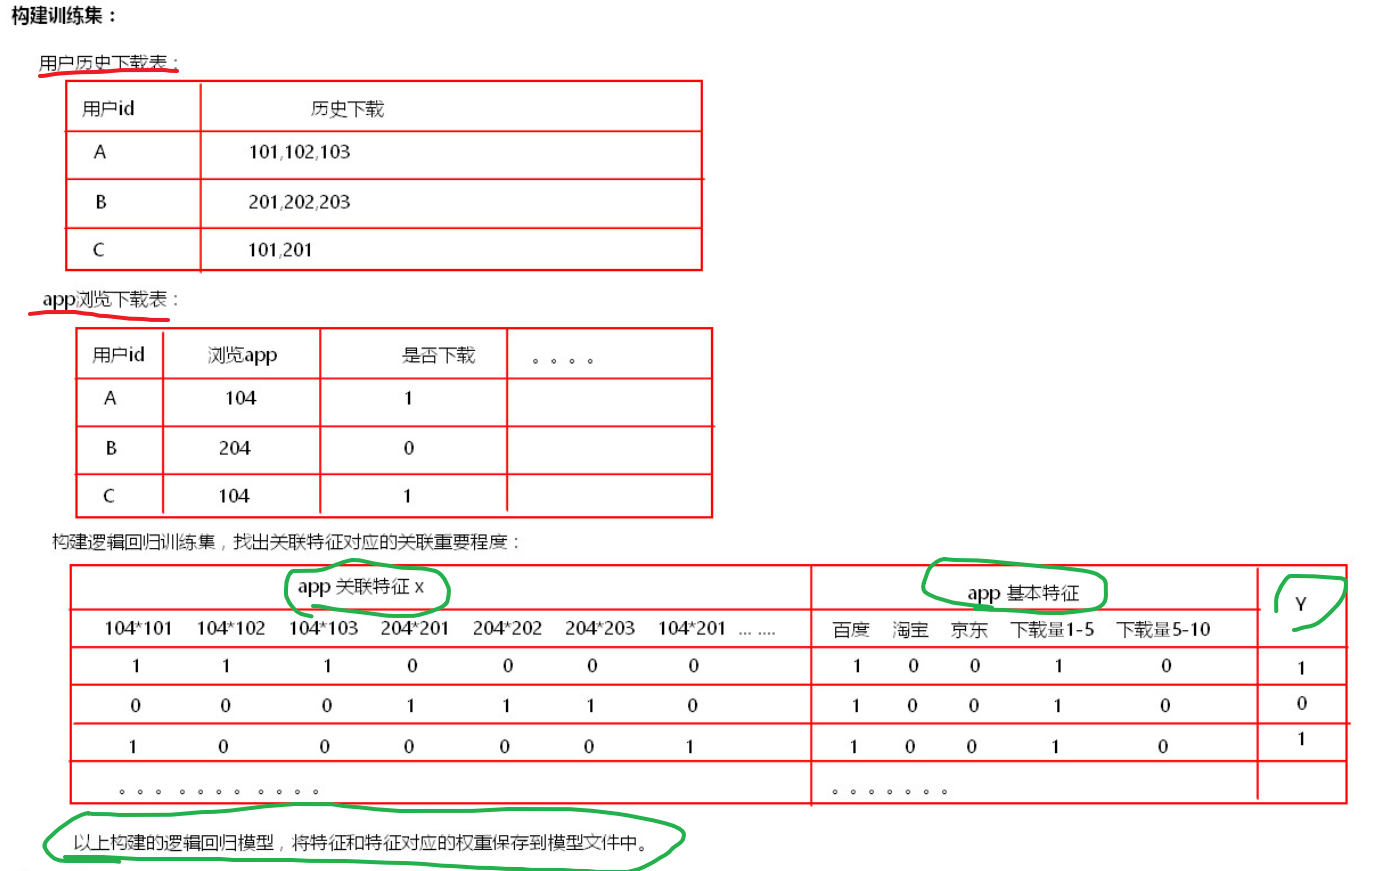 构建训练集：
用户历史下载表：
用户id 历史下载
A 101,102,103
B 201,202,203
C 101,201
app浏览下载表：
用户id 浏览app 是否下载 。。。。
A 104 1
B 204 0
C 104 1
构建逻辑回归训练集，找出关联特征对应的关联重要程度：
app 关联特征 x app 基本特征 Y
104*101 104*102 104*103 204*201 204*202 204*203 104*201 ... .... 百度 淘宝 京东 下载量1-5 下载量5-10
1 1 1 0 0 0 0 1 0 0 1 0 1
0 0 0 1 1 1 0 1 0 0 1 0 0
1 0 0 0 0 0 1 1 0 0 1 0 1
。。。 。。。。 。。。 。。。。。。。
以上构建的逻辑回归模型，将特征和特征对应的权重保存到模型文件中。